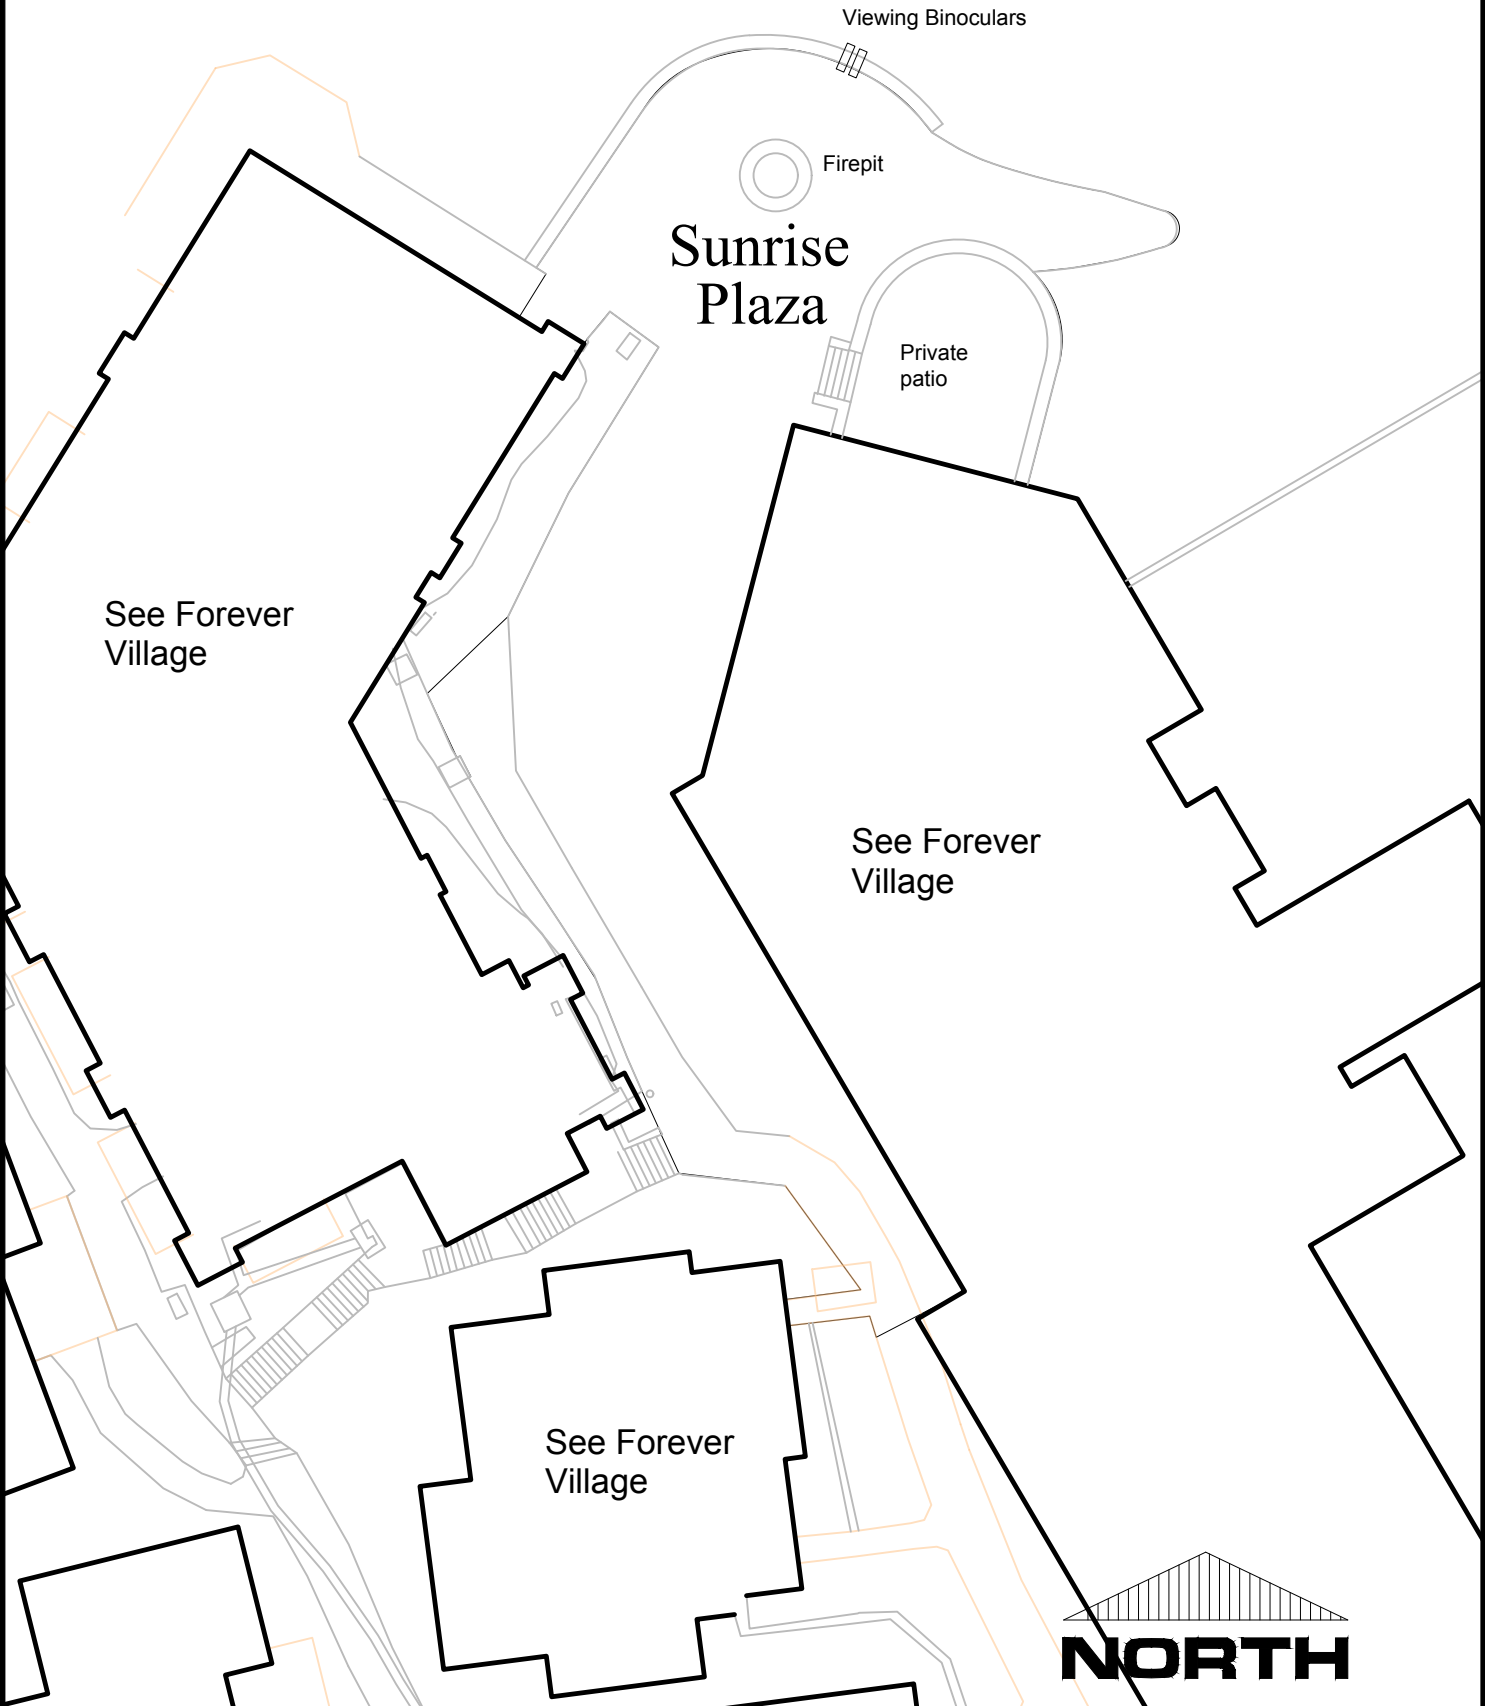 Viewing Binoculars
Firepit
Sunrise
Plaza
Private
patio
See Forever
Village
See Forever
Village
See Forever
Village
NORTH